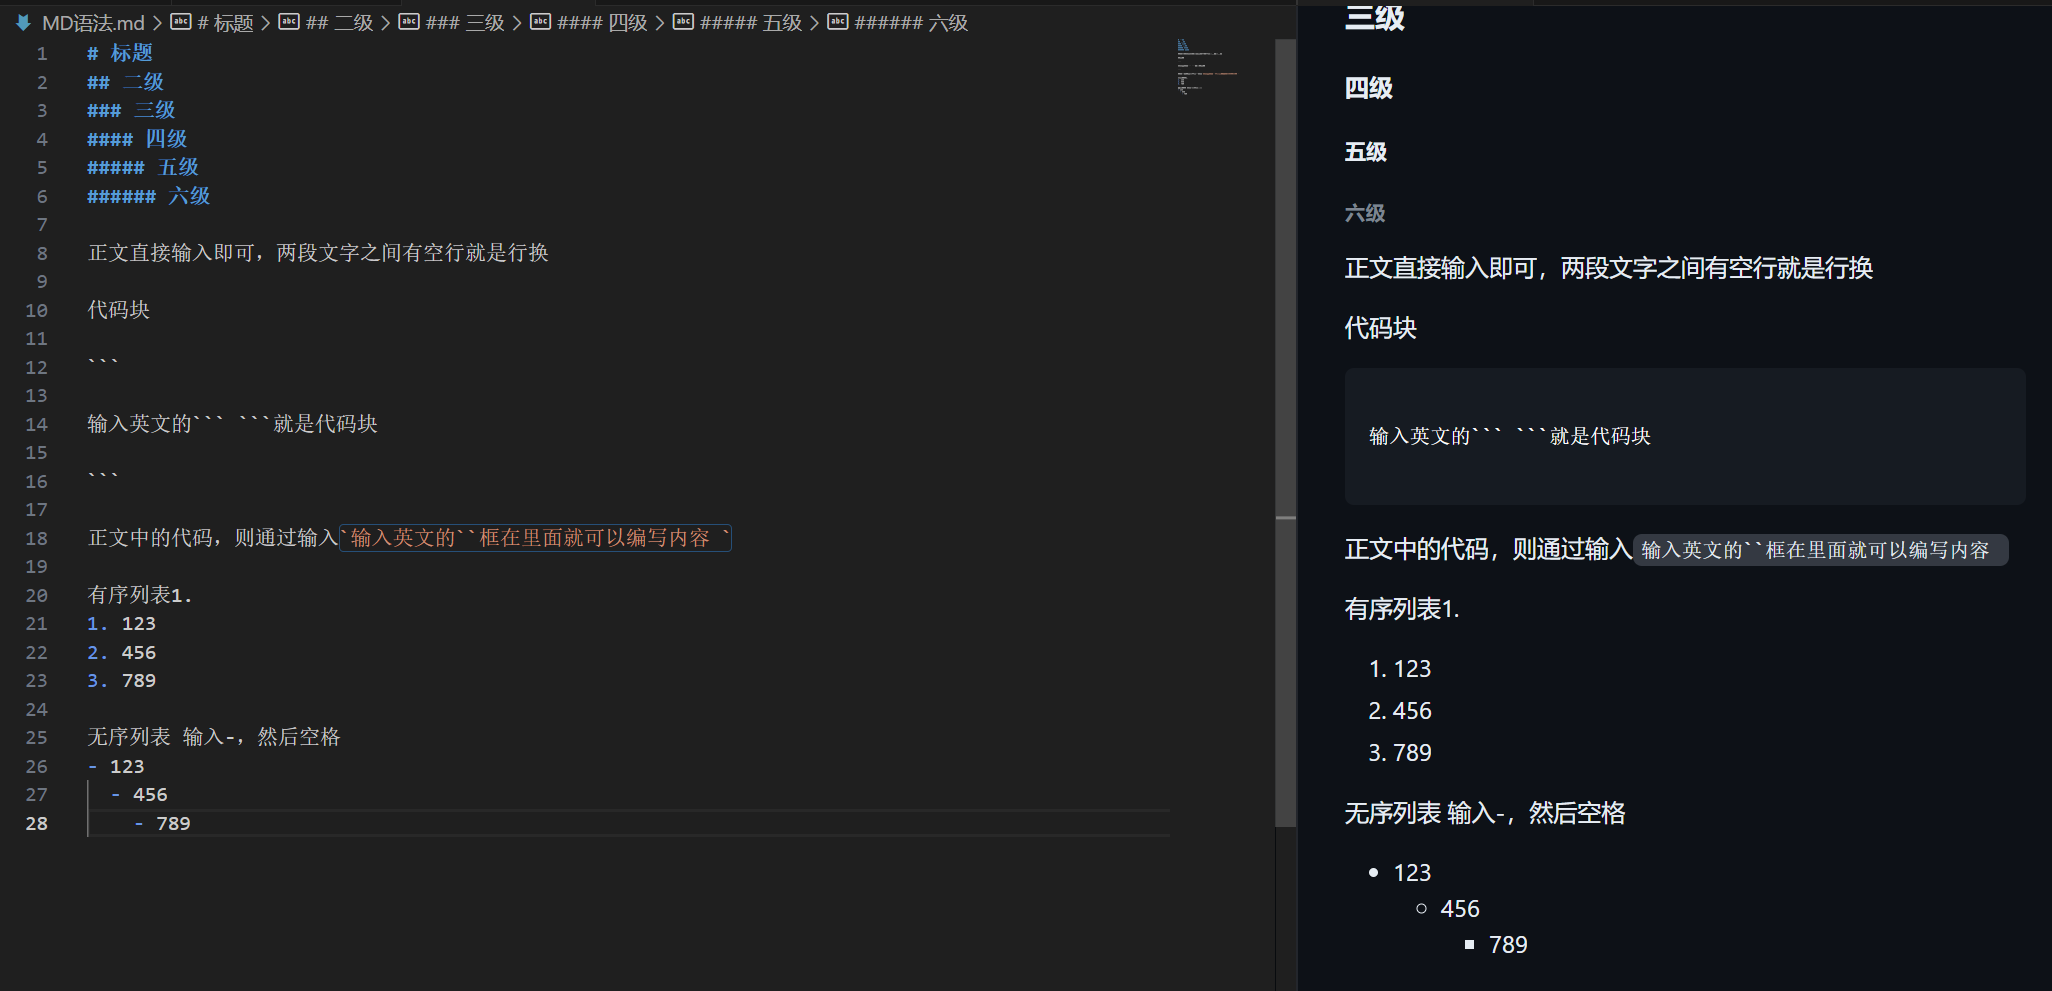 MD语法.md > # 标题 > ## 二级 > ### 三级 > #### 四级 > ##### 五级 > ###### 六级
1 # 标题
2 ## 二级
3 ### 三级
4 #### 四级
5 ##### 五级
6 ###### 六级
7
8 正文直接输入即可，两段文字之间有空行就是行换
9
10 代码块
11
12 ```
13
14 输入英文的``` ```就是代码块
15
16 ```
17
18 正文中的代码，则通过输入`输入英文的``框在里面就可以编写内容 `
19
20 有序列表1.
21 1. 123
22 2. 456
23 3. 789
24
25 无序列表 输入-，然后空格
26 - 123
27   - 456
28     - 789
三级
四级
五级
六级
正文直接输入即可，两段文字之间有空行就是行换
代码块
输入英文的``` ```就是代码块
正文中的代码，则通过输入 输入英文的``框在里面就可以编写内容
有序列表1.
1. 123
2. 456
3. 789
无序列表 输入-，然后空格
• 123
○ 456
▪ 789